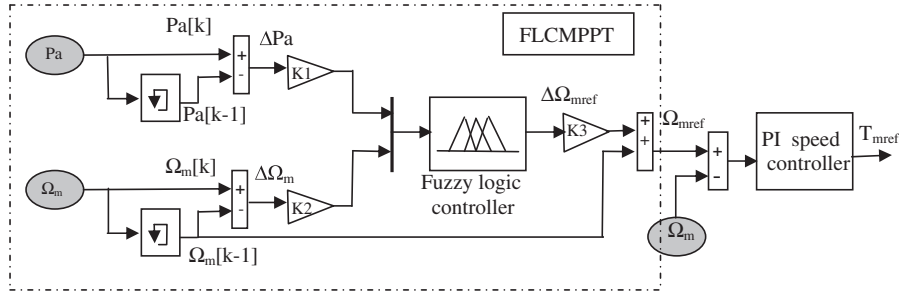 Pa[k]
FLCMPPT
ΔPa
Pa
+
-
K1
Pa[k-1]
ΔΩmref
Ωmref
K3
+
+
PI speed
controller
Tmref
Ωm[k]
ΔΩm
+
-
Ωm
+
-
K2
Fuzzy logic
controller
Ωm
Ωm[k-1]